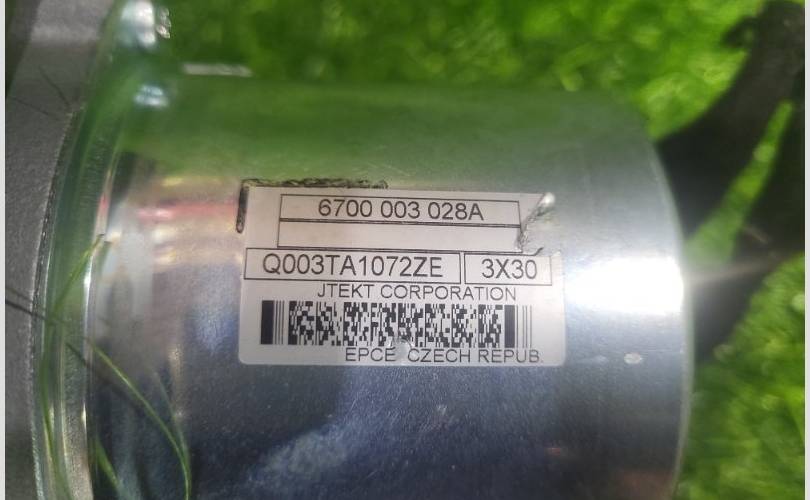 6700 003 028A
Q003TA1072ZE 3X30
JTEKT CORPORATION
EPCE CZECH REPUB.